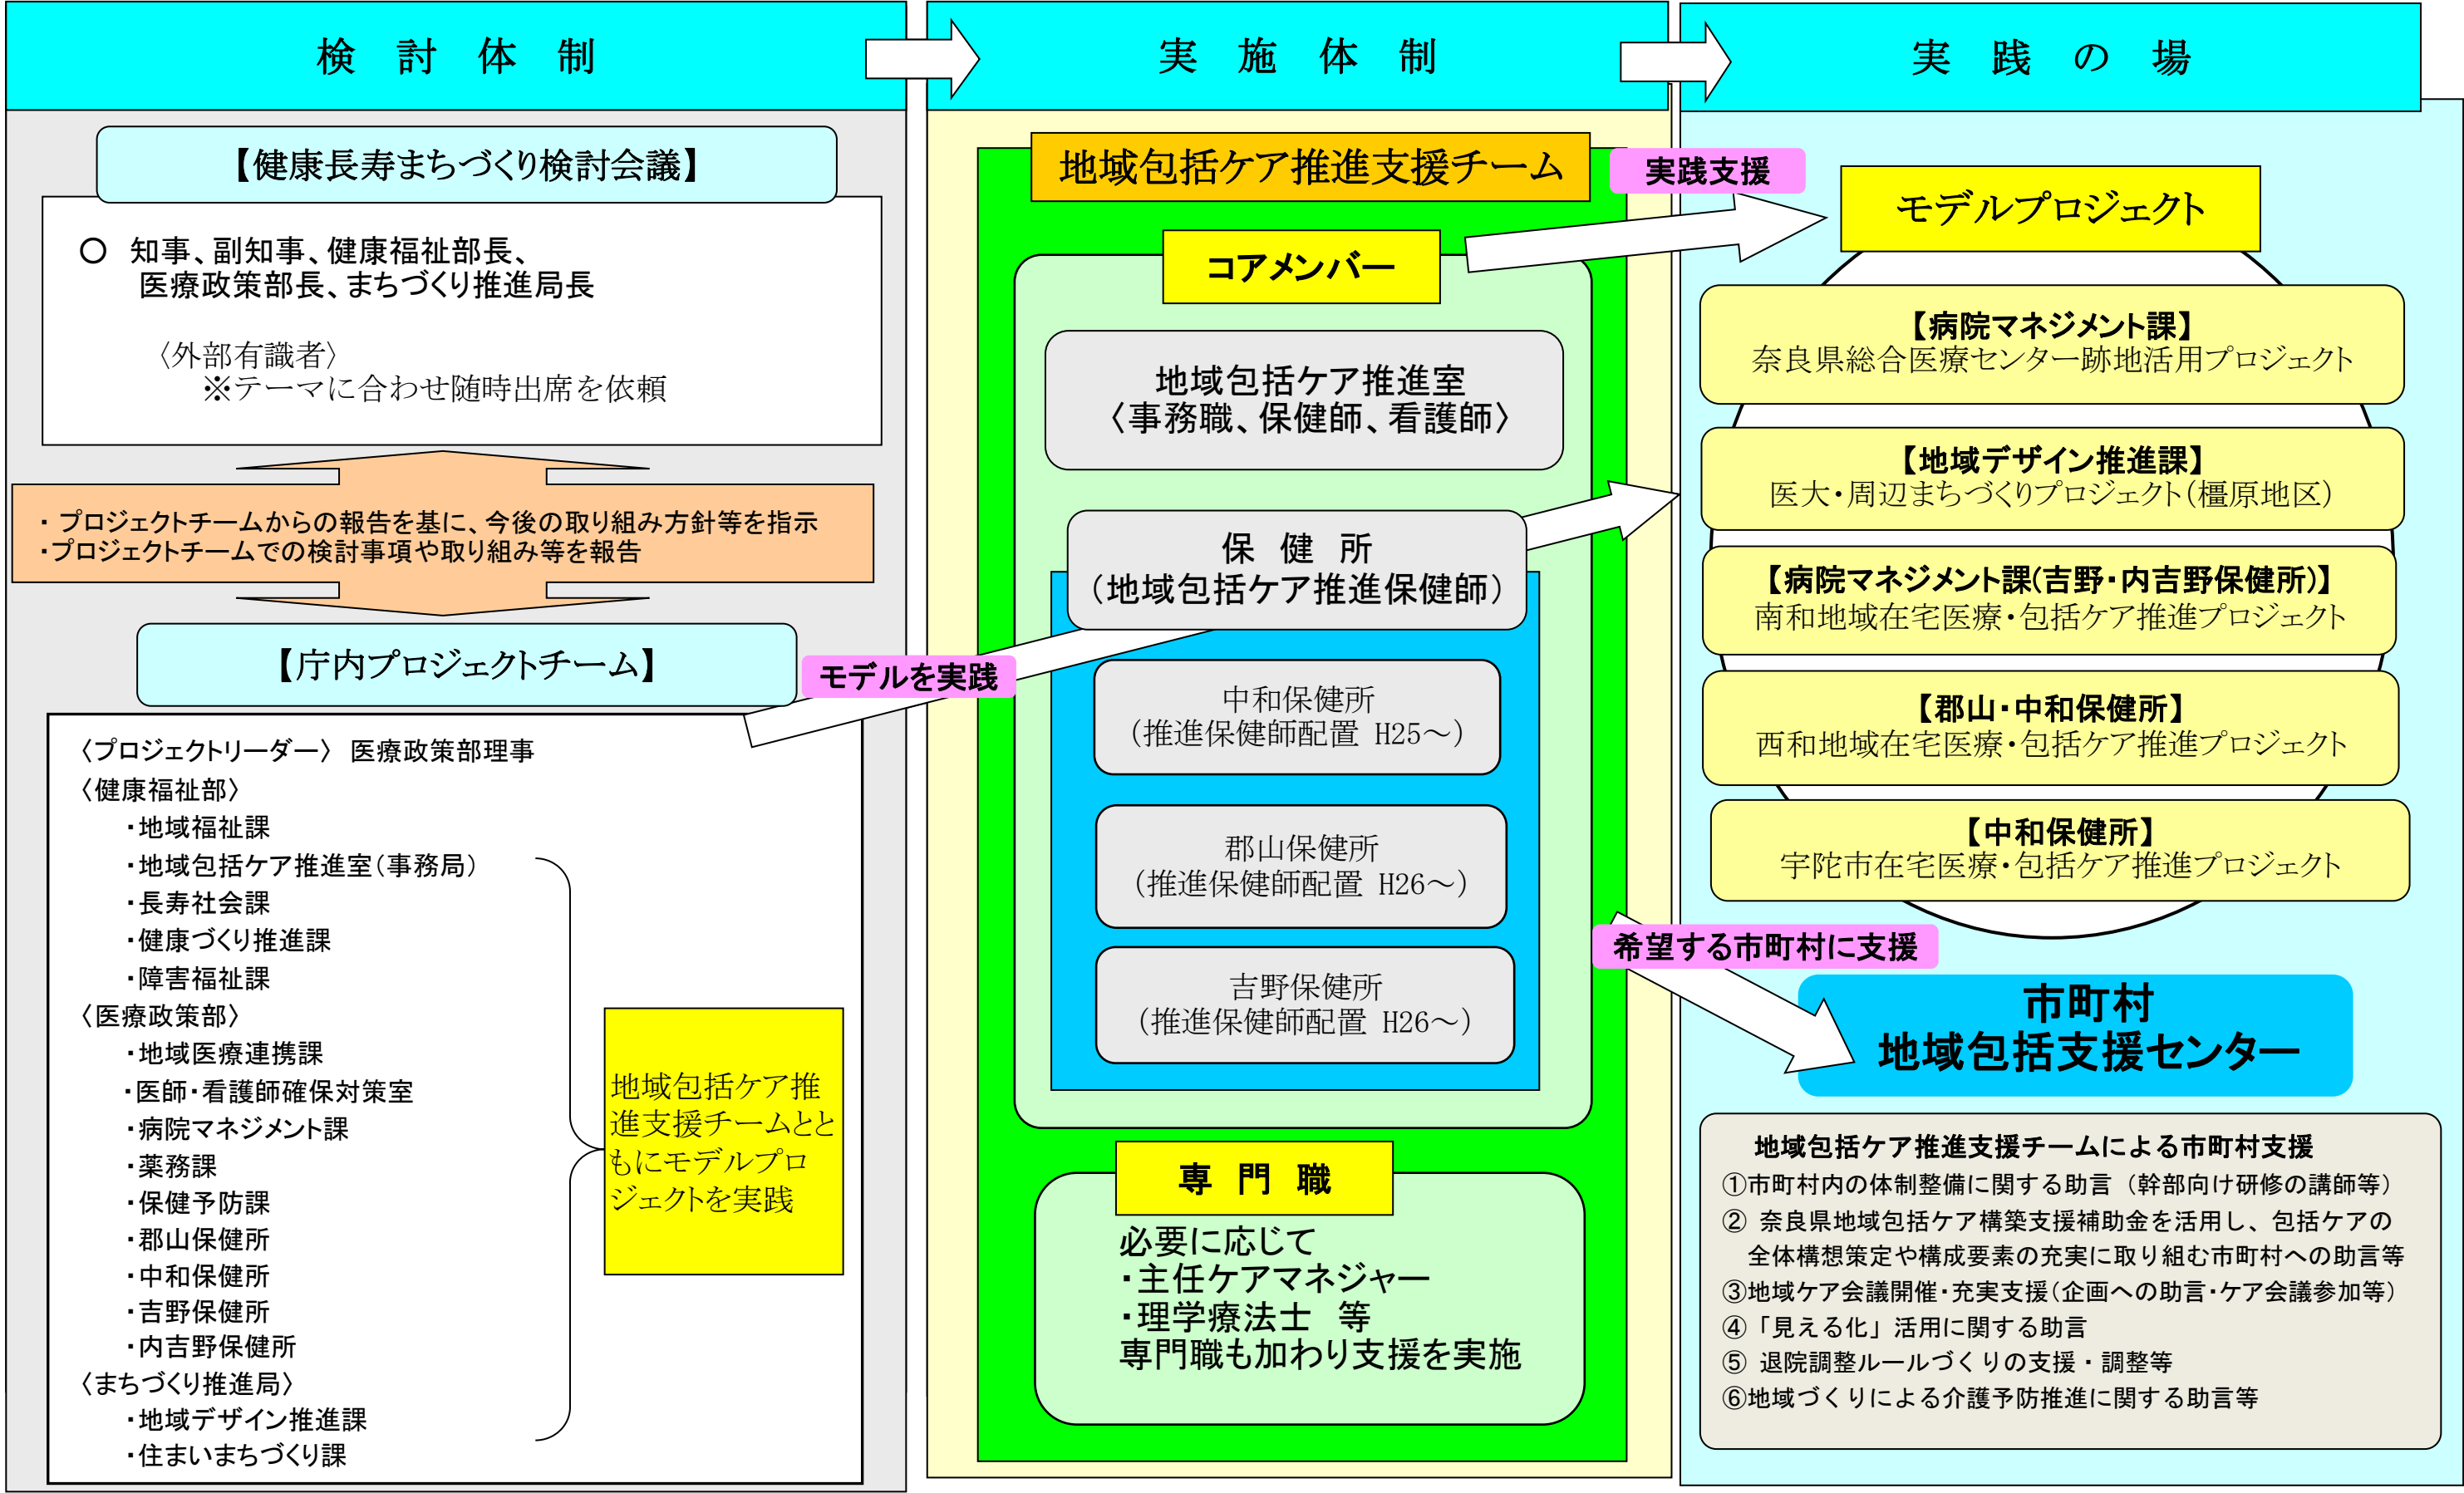 検　討　体　制
【健康長寿まちづくり検討会議】
○　知事、副知事、健康福祉部長、
医療政策部長、まちづくり推進局長
〈外部有識者〉
※テーマに合わせ随時出席を依頼
・ プロジェクトチームからの報告を基に、今後の取り組み方針等を指示
・プロジェクトチームでの検討事項や取り組み等を報告
【庁内プロジェクトチーム】
〈プロジェクトリーダー〉 医療政策部理事
〈健康福祉部〉
・地域福祉課
・地域包括ケア推進室（事務局）
・長寿社会課
・健康づくり推進課
・障害福祉課
〈医療政策部〉
・地域医療連携課
・医師・看護師確保対策室
・病院マネジメント課
・薬務課
・保健予防課
・郡山保健所
・中和保健所
・吉野保健所
・内吉野保健所
〈まちづくり推進局〉
・地域デザイン推進課
・住まいまちづくり課
地域包括ケア推
進支援チームとと
もにモデルプロ
ジェクトを実践
モデルを実践
実　施　体　制
地域包括ケア推進支援チーム
コアメンバー
地域包括ケア推進室
〈事務職、保健師、看護師〉
保　健　所
（地域包括ケア推進保健師）
中和保健所
（推進保健師配置 H25～）
郡山保健所
（推進保健師配置 H26～）
吉野保健所
（推進保健師配置 H26～）
専　門　職
必要に応じて
・主任ケアマネジャー
・理学療法士　等
専門職も加わり支援を実施
実践支援
希望する市町村に支援
実　践　の　場
モデルプロジェクト
【病院マネジメント課】
奈良県総合医療センター跡地活用プロジェクト
【地域デザイン推進課】
医大・周辺まちづくりプロジェクト（橿原地区）
【病院マネジメント課(吉野・内吉野保健所)】
南和地域在宅医療・包括ケア推進プロジェクト
【郡山・中和保健所】
西和地域在宅医療・包括ケア推進プロジェクト
【中和保健所】
宇陀市在宅医療・包括ケア推進プロジェクト
市町村
地域包括支援センター
地域包括ケア推進支援チームによる市町村支援
①市町村内の体制整備に関する助言（幹部向け研修の講師等）
② 奈良県地域包括ケア構築支援補助金を活用し、包括ケアの
全体構想策定や構成要素の充実に取り組む市町村への助言等
③地域ケア会議開催・充実支援（企画への助言・ケア会議参加等）
④「見える化」活用に関する助言
⑤ 退院調整ルールづくりの支援・調整等
⑥地域づくりによる介護予防推進に関する助言等